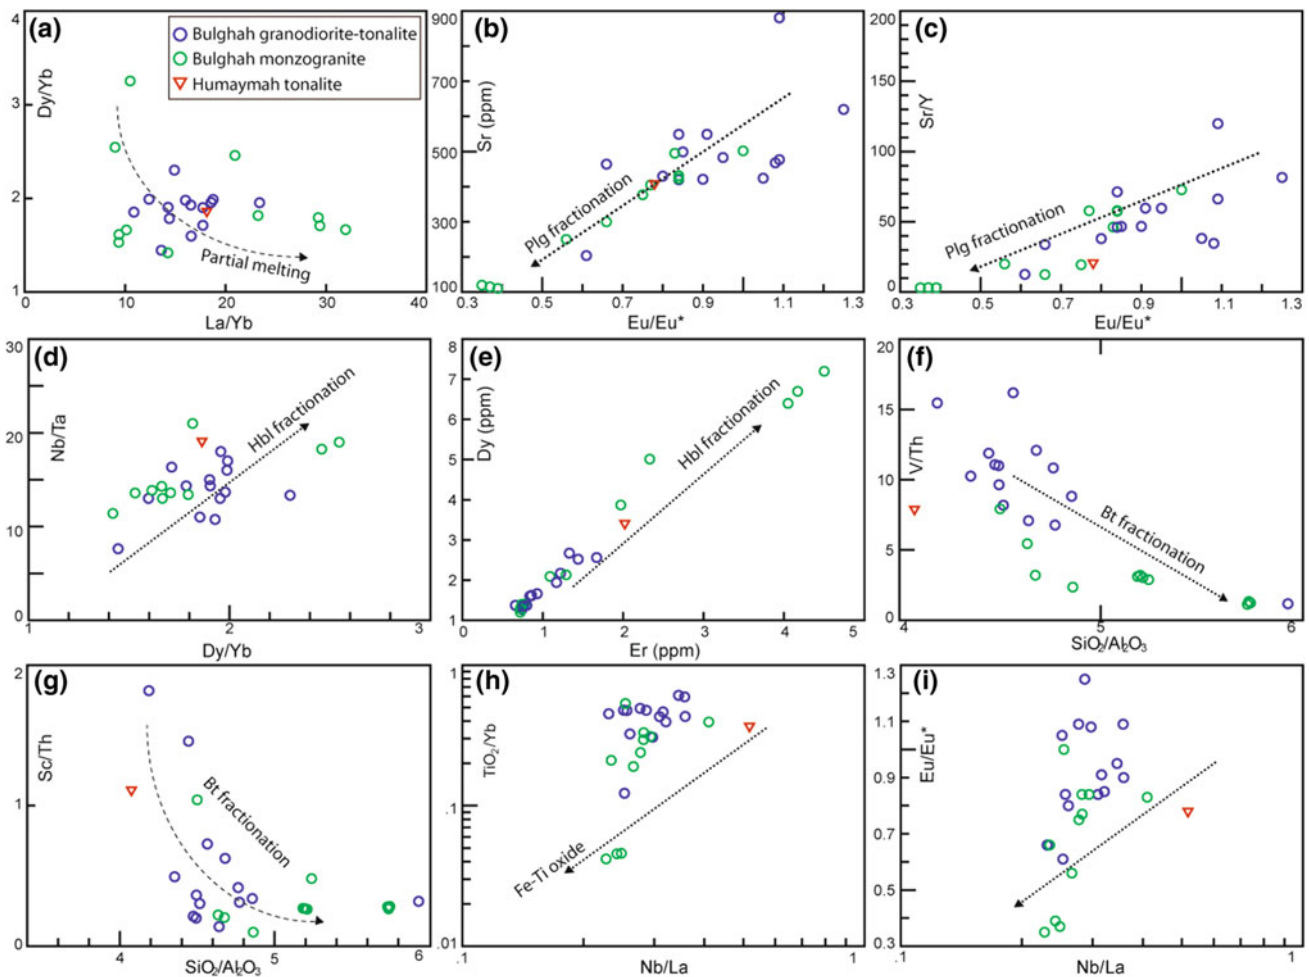 (a)
Bulghah granodiorite-tonalite
Bulghah monzogranite
Humaymah tonalite
Partial melting
Dy/Yb
4
3
2
1
0 10 20 30 40
La/Yb
(b)
Plg fractionation
Sr (ppm)
900
700
500
300
100
0.3 0.5 0.7 0.9 1.1 1.3
Eu/Eu*
(c)
Plg fractionation
Sr/Y
200
150
100
50
0
0.3 0.5 0.7 0.9 1.1 1.3
Eu/Eu*
(d)
Hbl fractionation
Nb/Ta
30
20
10
0
1 2 3
Dy/Yb
(e)
Hbl fractionation
Dy (ppm)
8
7
6
5
4
3
2
1
0 1 2 3 4 5
Er (ppm)
(f)
Bt fractionation
V/Th
20
15
10
5
0
4 5 6
SiO₂/Al₂O₃
(g)
Bt fractionation
Sc/Th
2
1
0
4 5 6
SiO₂/Al₂O₃
(h)
Fe-Ti oxide
TiO₂/Yb
1
.1
.01
.1 1
Nb/La
(i)
Eu/Eu*
1.3
1.1
0.9
0.7
0.5
0.3
.1 1
Nb/La